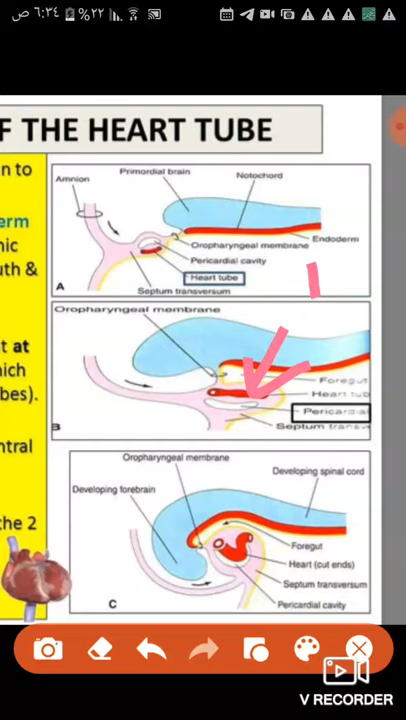 ص ٦:٣٤
%٢٢
F THE HEART TUBE
n to
erm
nic
uth &
t at
hich
bes).
ntral
the 2
Amnion
Primordial brain
Notochord
Endoderm
Oropharyngeal membrane
Pericardial cavity
Heart tube
Septum transversum
A
Oropharyngeal membrane
Foregut
Heart tub
Pericardial
Septum transv
B
Oropharyngeal membrane
Developing spinal cord
Developing forebrain
Foregut
Heart (cut ends)
Septum transversum
Pericardial cavity
C
V RECORDER